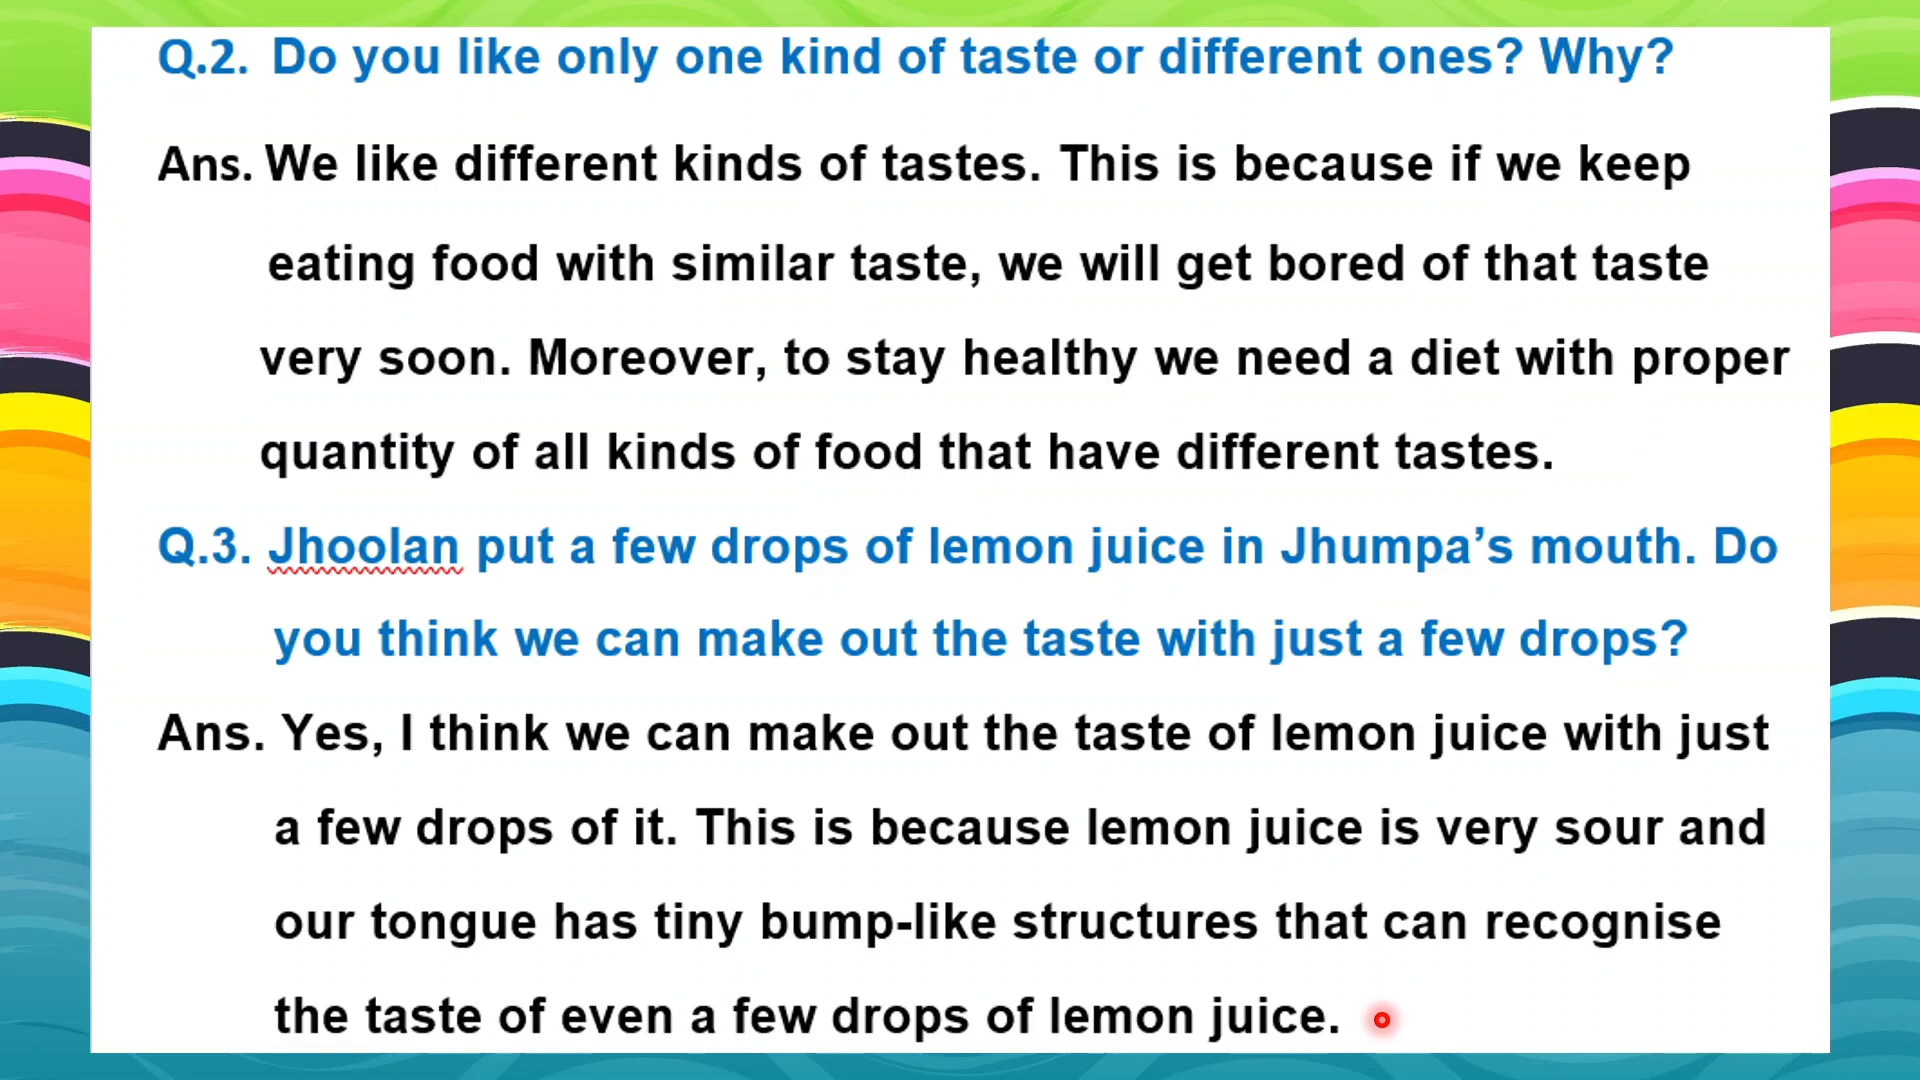 Q.2. Do you like only one kind of taste or different ones? Why?
Ans. We like different kinds of tastes. This is because if we keep
eating food with similar taste, we will get bored of that taste
very soon. Moreover, to stay healthy we need a diet with proper
quantity of all kinds of food that have different tastes.
Q.3. Jhoolan put a few drops of lemon juice in Jhumpa’s mouth. Do
you think we can make out the taste with just a few drops?
Ans. Yes, I think we can make out the taste of lemon juice with just
a few drops of it. This is because lemon juice is very sour and
our tongue has tiny bump-like structures that can recognise
the taste of even a few drops of lemon juice.